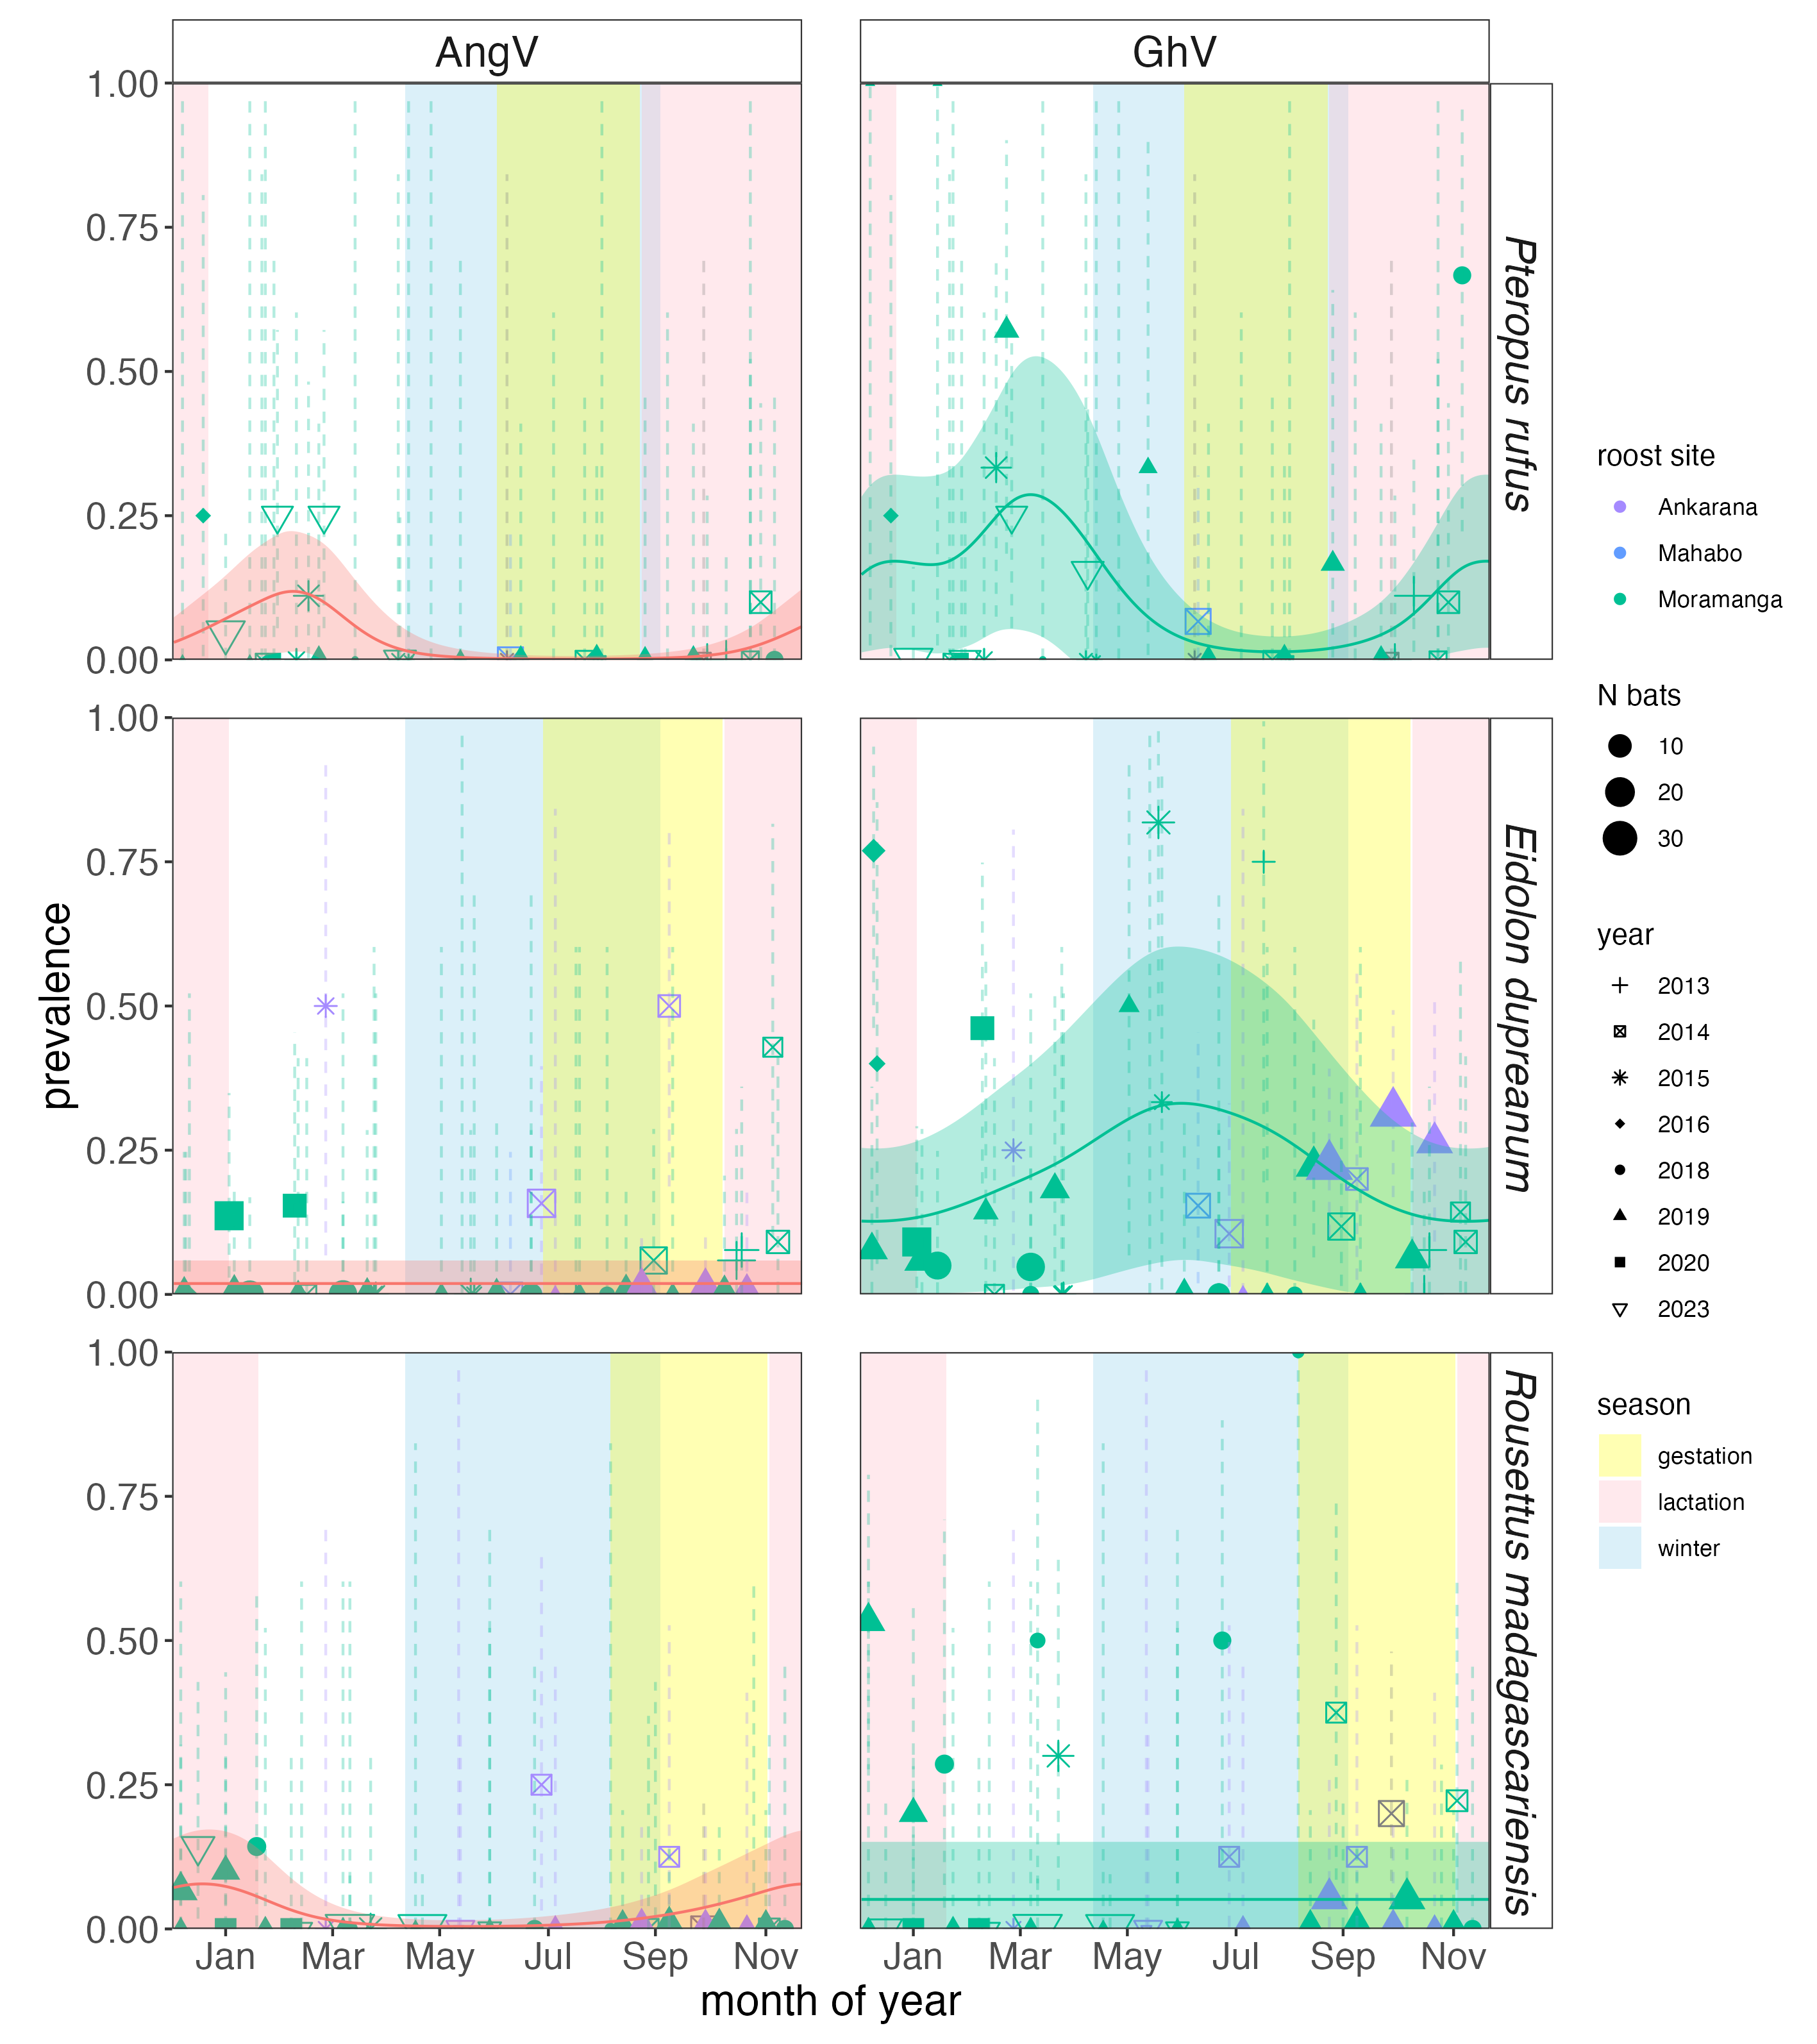 AngV
GhV
1.00
0.75
0.50
0.25
0.00
Pteropus rufus
1.00
0.75
0.50
0.25
0.00
Eidolon dupreanum
1.00
0.75
0.50
0.25
0.00
Rousettus madagascariensis
prevalence
Jan Mar May Jul Sep Nov
Jan Mar May Jul Sep Nov
month of year
roost site
Ankarana
Mahabo
Moramanga
N bats
10
20
30
year
2013
2014
2015
2016
2018
2019
2020
2023
season
gestation
lactation
winter